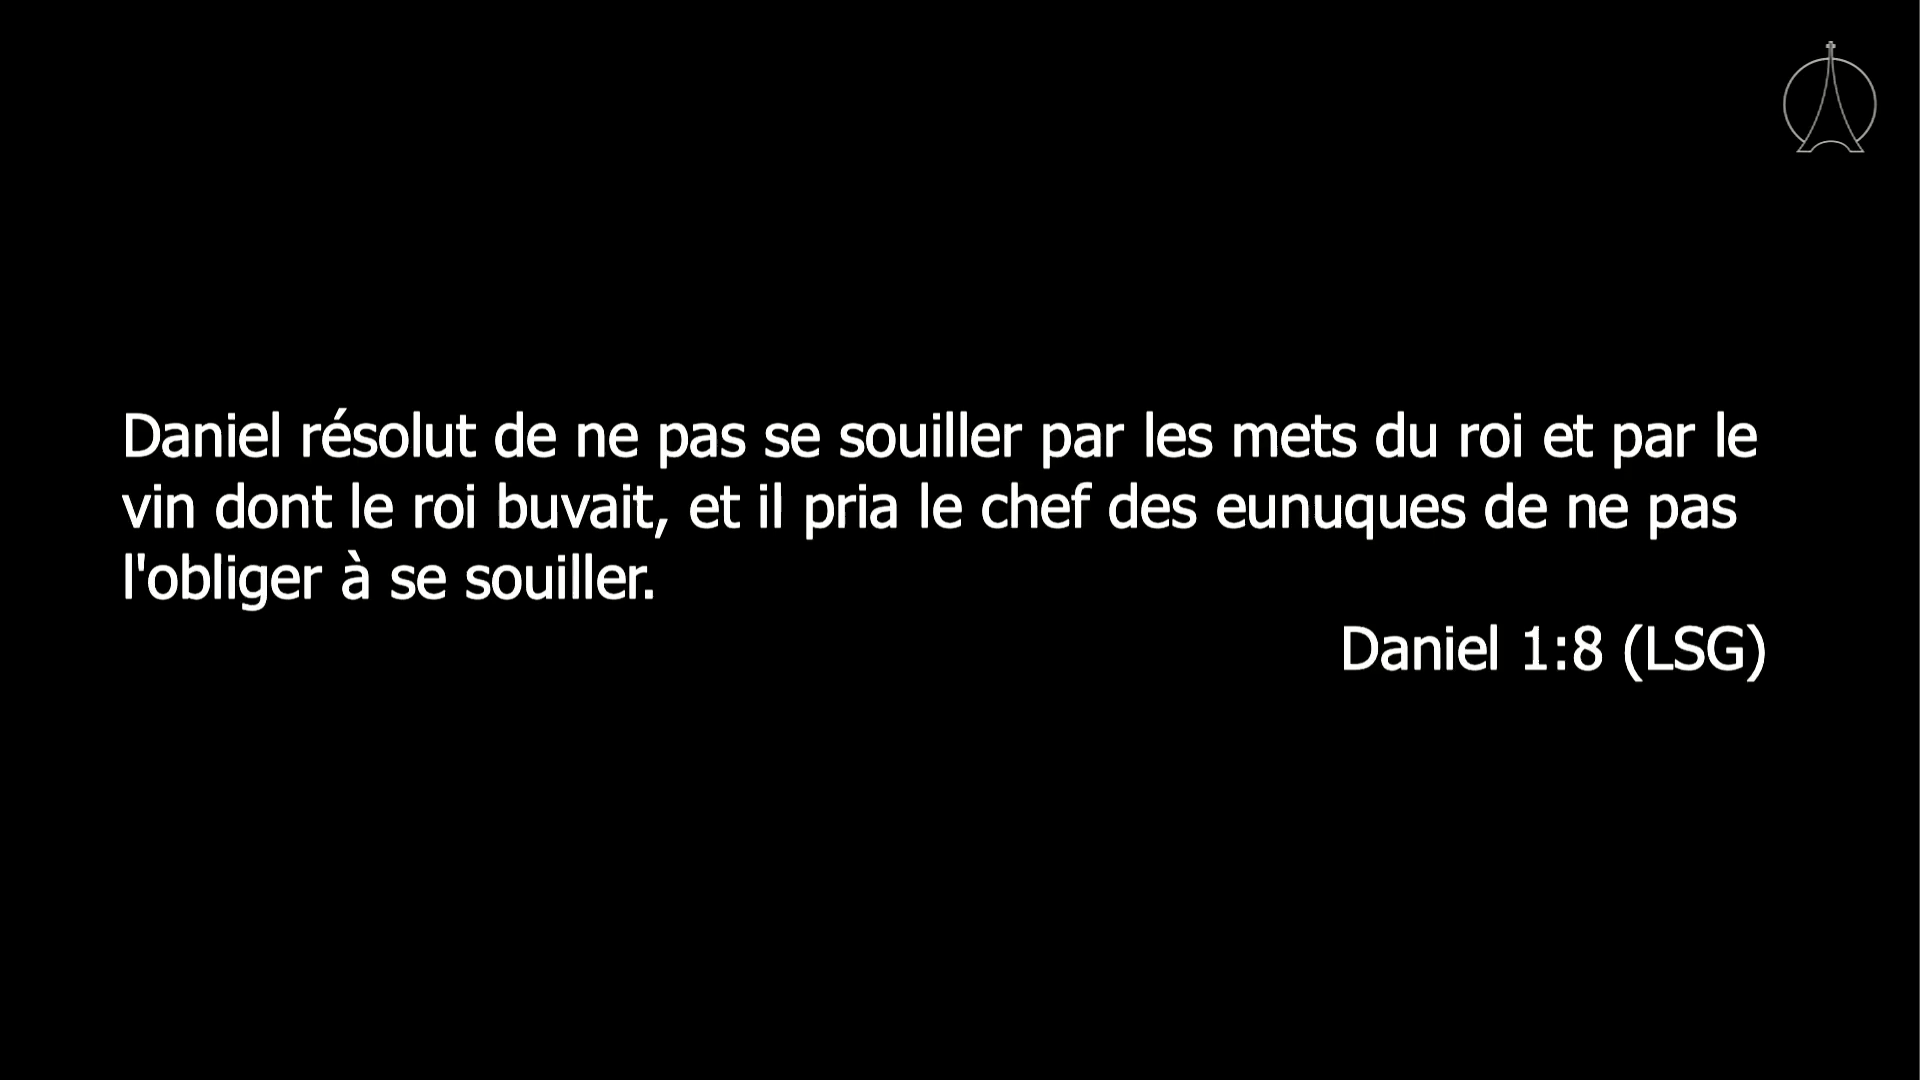 Daniel résolut de ne pas se souiller par les mets du roi et par le
vin dont le roi buvait, et il pria le chef des eunuques de ne pas
l'obliger à se souiller.
Daniel 1:8 (LSG)